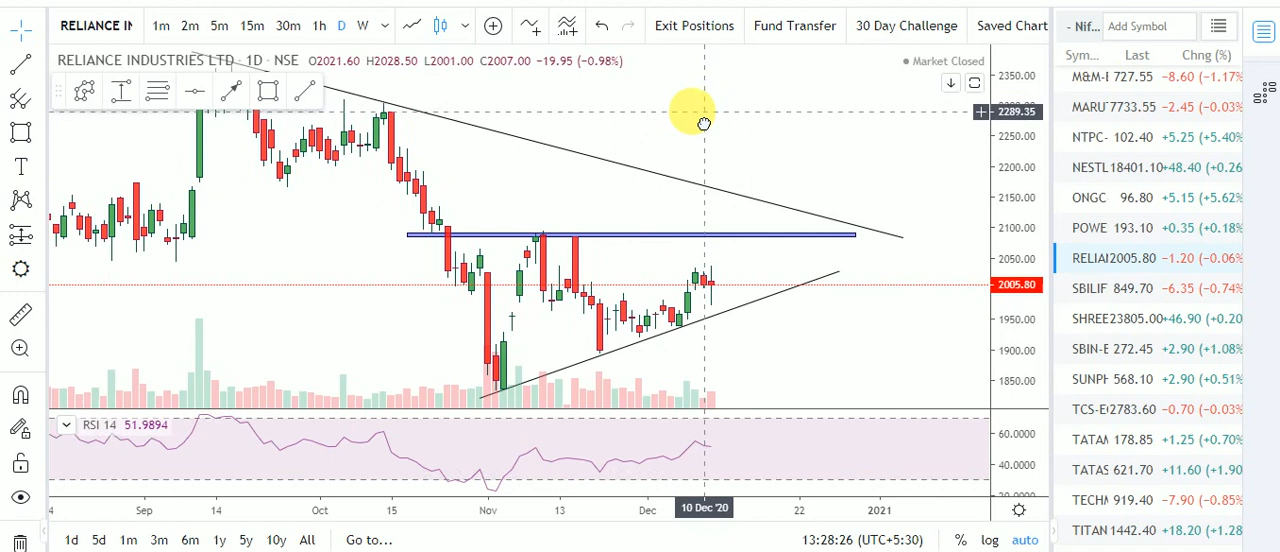 RELIANCE IN 1m 2m 5m 15m 30m 1h D W Exit Positions Fund Transfer 30 Day Challenge Saved Chart - Nif Add Symbol
RELIANCE INDUSTRIES LTD · 1D · NSE O2021.60 H2028.50 L2001.00 C2007.00 −19.95 (−0.98%)
Market Closed
Sym... Last Chng (%)
M&M-I 727.55 −8.60 (−1.17%
MARU 7733.55 −2.45 (−0.03%
NTPC- 102.40 +5.25 (+5.40%
NESTL 18401.10 +48.40 (+0.26
ONGC 96.80 +5.15 (+5.62%
POWE 193.10 +0.35 (+0.18%
RELIAI 2005.80 −1.20 (−0.06%
SBILIF 849.70 −6.35 (−0.74%
SHREE 23805.00 +46.90 (+0.20
SBIN-E 272.45 +2.90 (+1.08%
SUNPH 568.10 +2.90 (+0.51%
TCS-E 2783.60 −0.70 (−0.03%
TATAM 178.85 +1.25 (+0.70%
TATAS 621.70 +11.60 (+1.90
TECHM 919.40 −7.90 (−0.85%
TITAN 1442.40 +18.20 (+1.28
2350.00
2289.35
2250.00
2200.00
2150.00
2100.00
2050.00
2005.80
1950.00
1900.00
1850.00
RSI 14 51.9894
60.0000
40.0000
20.0000
4 Sep 14 Oct 15 Nov 13 Dec 10 Dec '20 22 2021
1d 5d 1m 3m 6m 1y 5y 10y All Go to... 13:28:26 (UTC+5:30) % log auto